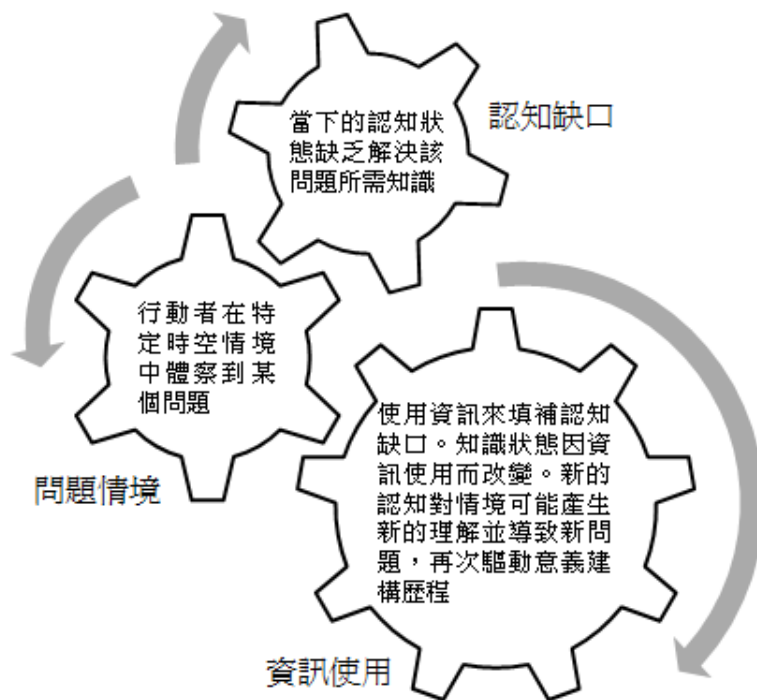 認知缺口
當下的認知狀
態缺乏解決該
問題所需知識
行動者在特
定時空情境
中體察到某
個問題
問題情境
使用資訊來填補認知
缺口。知識狀態因資
訊使用而改變。新的
認知對情境可能產生
新的理解並導致新問
題，再次驅動意義建
構歷程
資訊使用